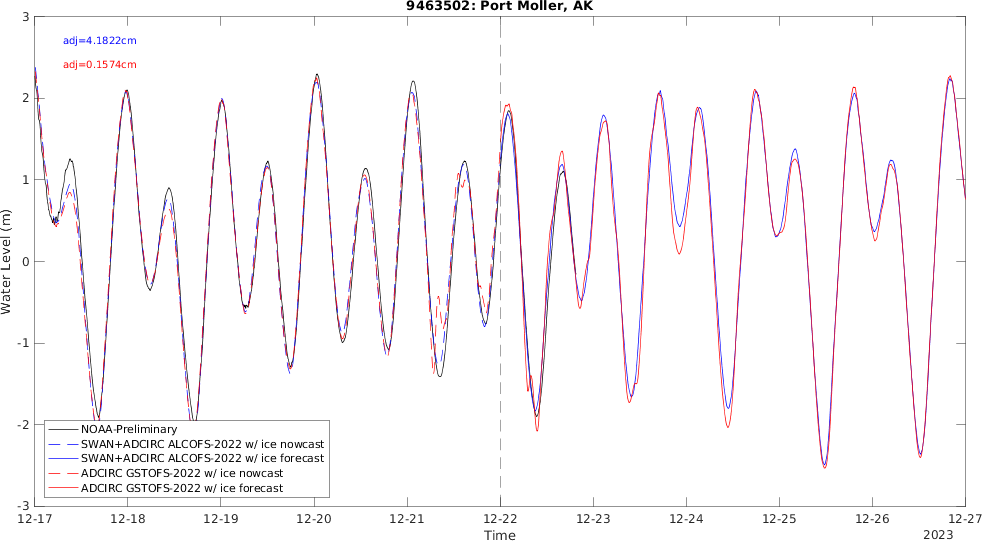 9463502: Port Moller, AK
adj=4.1822cm
adj=0.1574cm
Water Level (m)
3
2
1
0
-1
-2
-3
NOAA-Preliminary
SWAN+ADCIRC ALCOFS-2022 w/ ice nowcast
SWAN+ADCIRC ALCOFS-2022 w/ ice forecast
ADCIRC GSTOFS-2022 w/ ice nowcast
ADCIRC GSTOFS-2022 w/ ice forecast
12-17 12-18 12-19 12-20 12-21 12-22 12-23 12-24 12-25 12-26 12-27
Time
2023